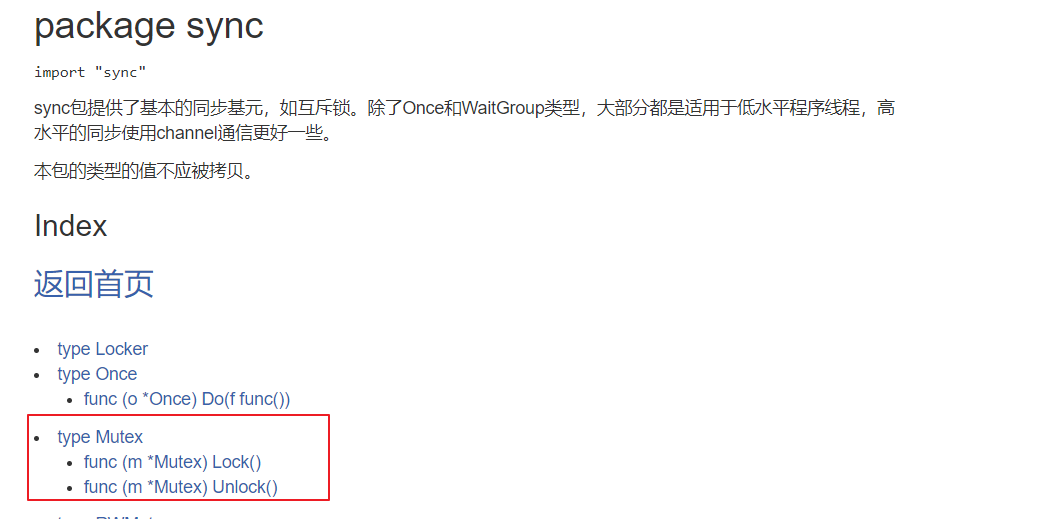 package sync
import "sync"
sync包提供了基本的同步基元，如互斥锁。除了Once和WaitGroup类型，大部分都是适用于低水平程序线程，高
水平的同步使用channel通信更好一些。
本包的类型的值不应被拷贝。
Index
返回首页
type Locker
type Once
func (o *Once) Do(f func())
type Mutex
func (m *Mutex) Lock()
func (m *Mutex) Unlock()